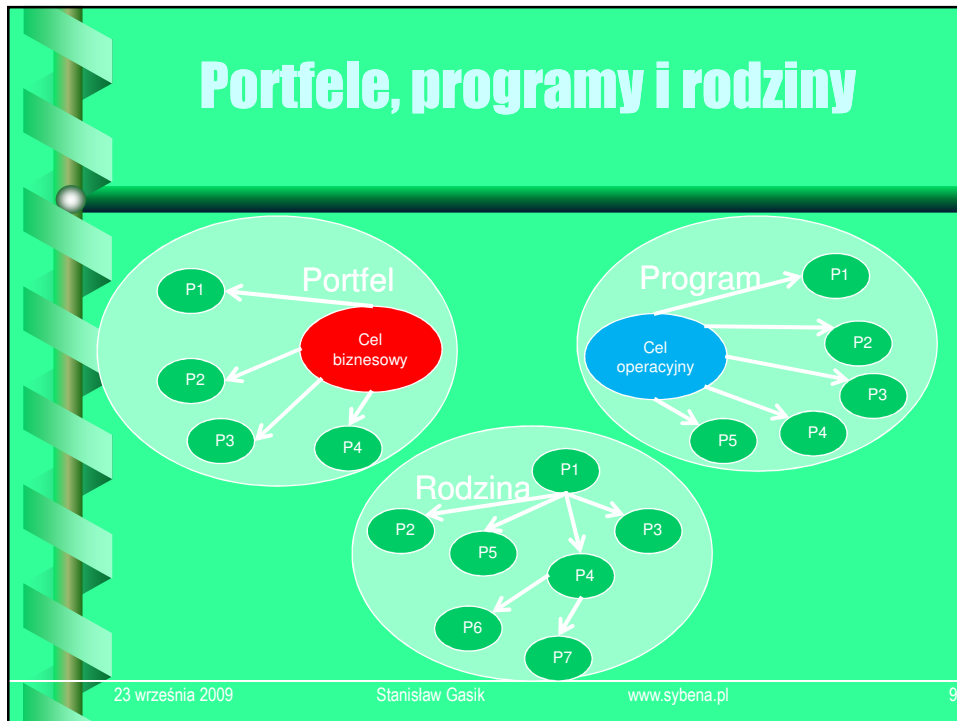 Portfele, programy i rodziny
Portfel
P1
Cel
biznesowy
P2
P3
P4
Program
P1
Cel
operacyjny
P2
P3
P4
P5
Rodzina
P1
P2
P5
P3
P4
P6
P7
23 września 2009 Stanisław Gasik www.sybena.pl 9